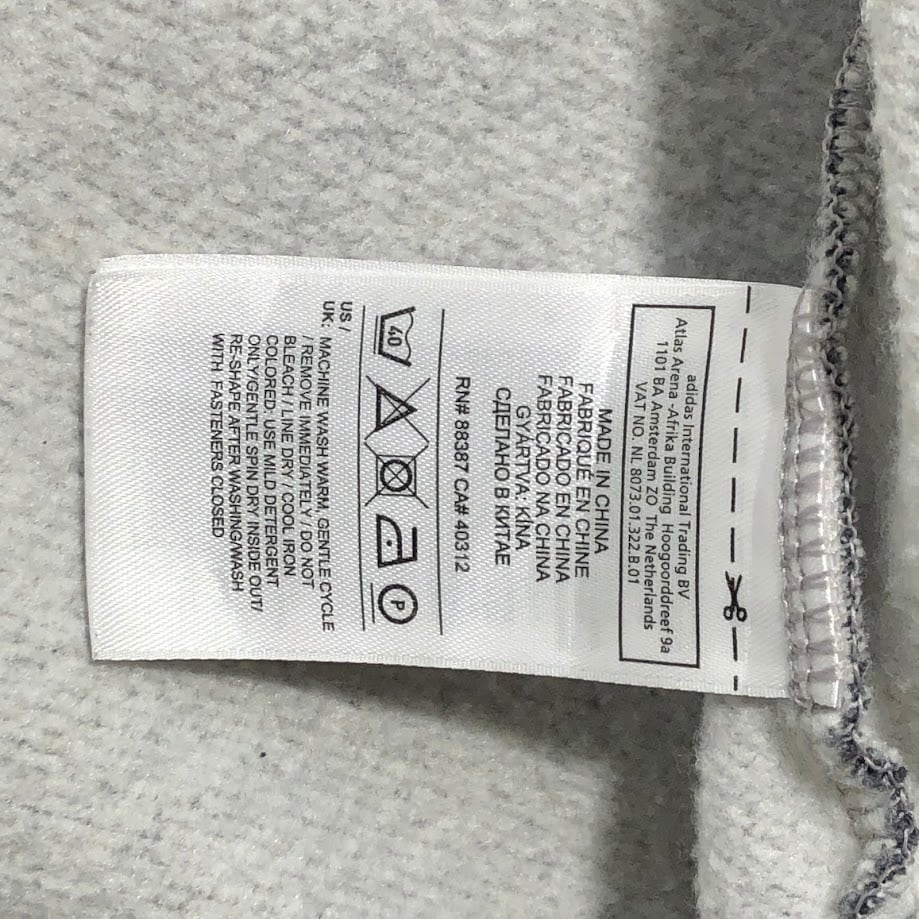 adidas International Trading BV
Atlas Arena -Afrika Building Hoogoorddreef 9a
1101 BA Amsterdam ZO The Netherlands
VAT NO. NL 8073.01.322.B.01
MADE IN CHINA
FABRIQUÉ EN CHINE
FABRICADO EN CHINA
FABRICADO NA CHINA
GYÁRTVA: KÍNA
СДЕЛАНО В КИТАЕ
RN# 88387 CA# 40312
40
P
US /
UK: MACHINE WASH WARM, GENTLE CYCLE
/ REMOVE IMMEDIATELY / DO NOT
BLEACH / LINE DRY / COOL IRON
COLORED. USE MILD DETERGENT
ONLY/GENTLE SPIN DRY/ INSIDE OUT/
RE-SHAPE AFTER WASHING/WASH
WITH FASTENERS CLOSED